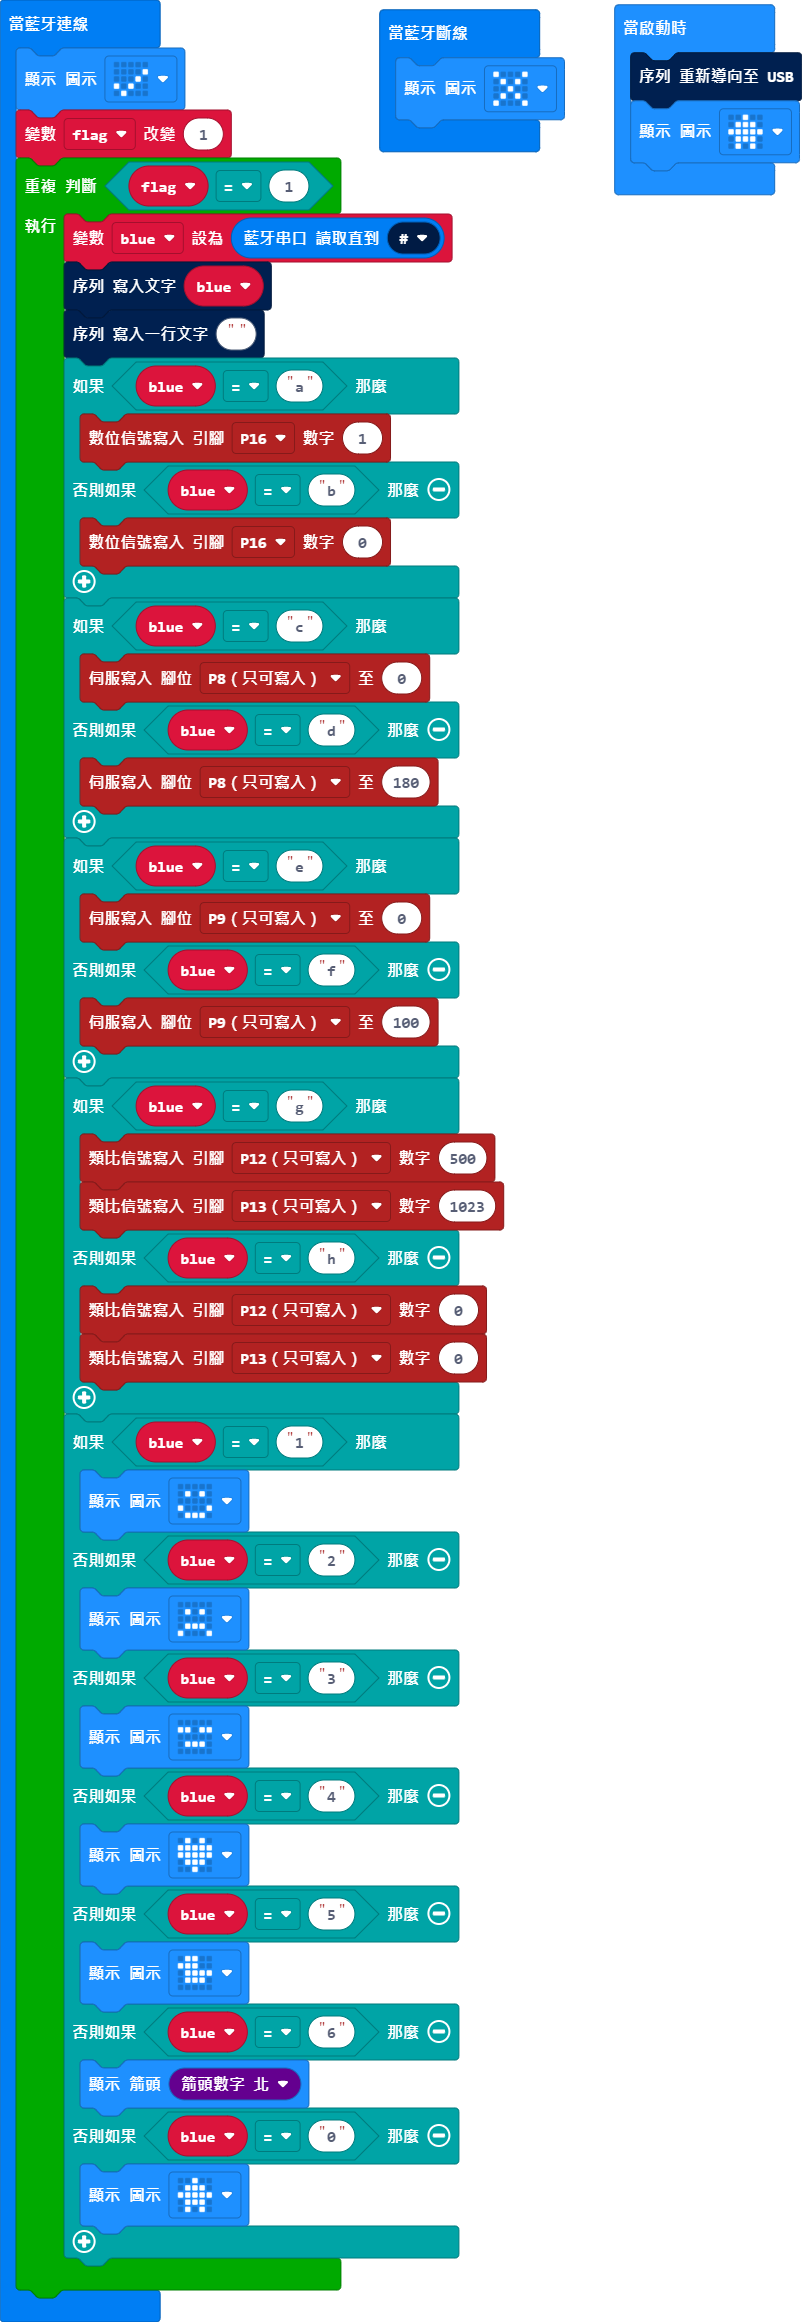 當藍牙連線
顯示 圖示
變數 flag 改變 1
重複 判斷 flag = 1
執行
變數 blue 設為 藍牙串口 讀取直到 #
序列 寫入文字 blue
序列 寫入一行文字 " "
如果 blue = "a" 那麼
數位信號寫入 引腳 P16 數字 1
否則如果 blue = "b" 那麼
數位信號寫入 引腳 P16 數字 0
如果 blue = "c" 那麼
伺服寫入 腳位 P8（只可寫入） 至 0
否則如果 blue = "d" 那麼
伺服寫入 腳位 P8（只可寫入） 至 180
如果 blue = "e" 那麼
伺服寫入 腳位 P9（只可寫入） 至 0
否則如果 blue = "f" 那麼
伺服寫入 腳位 P9（只可寫入） 至 100
如果 blue = "g" 那麼
類比信號寫入 引腳 P12（只可寫入） 數字 500
類比信號寫入 引腳 P13（只可寫入） 數字 1023
否則如果 blue = "h" 那麼
類比信號寫入 引腳 P12（只可寫入） 數字 0
類比信號寫入 引腳 P13（只可寫入） 數字 0
如果 blue = "1" 那麼
顯示 圖示
否則如果 blue = "2" 那麼
顯示 圖示
否則如果 blue = "3" 那麼
顯示 圖示
否則如果 blue = "4" 那麼
顯示 圖示
否則如果 blue = "5" 那麼
顯示 圖示
否則如果 blue = "6" 那麼
顯示 箭頭 箭頭數字 北
否則如果 blue = "0" 那麼
顯示 圖示
當藍牙斷線
顯示 圖示
當啟動時
序列 重新導向至 USB
顯示 圖示